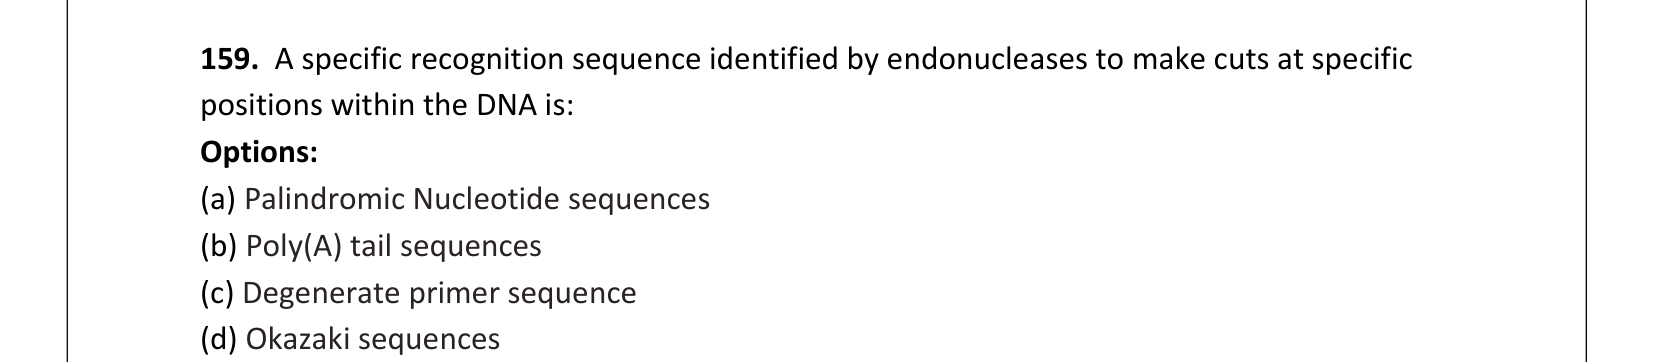 159. A specific recognition sequence identified by endonucleases to make cuts at specific
positions within the DNA is:
Options:
(a) Palindromic Nucleotide sequences
(b) Poly(A) tail sequences
(c) Degenerate primer sequence
(d) Okazaki sequences